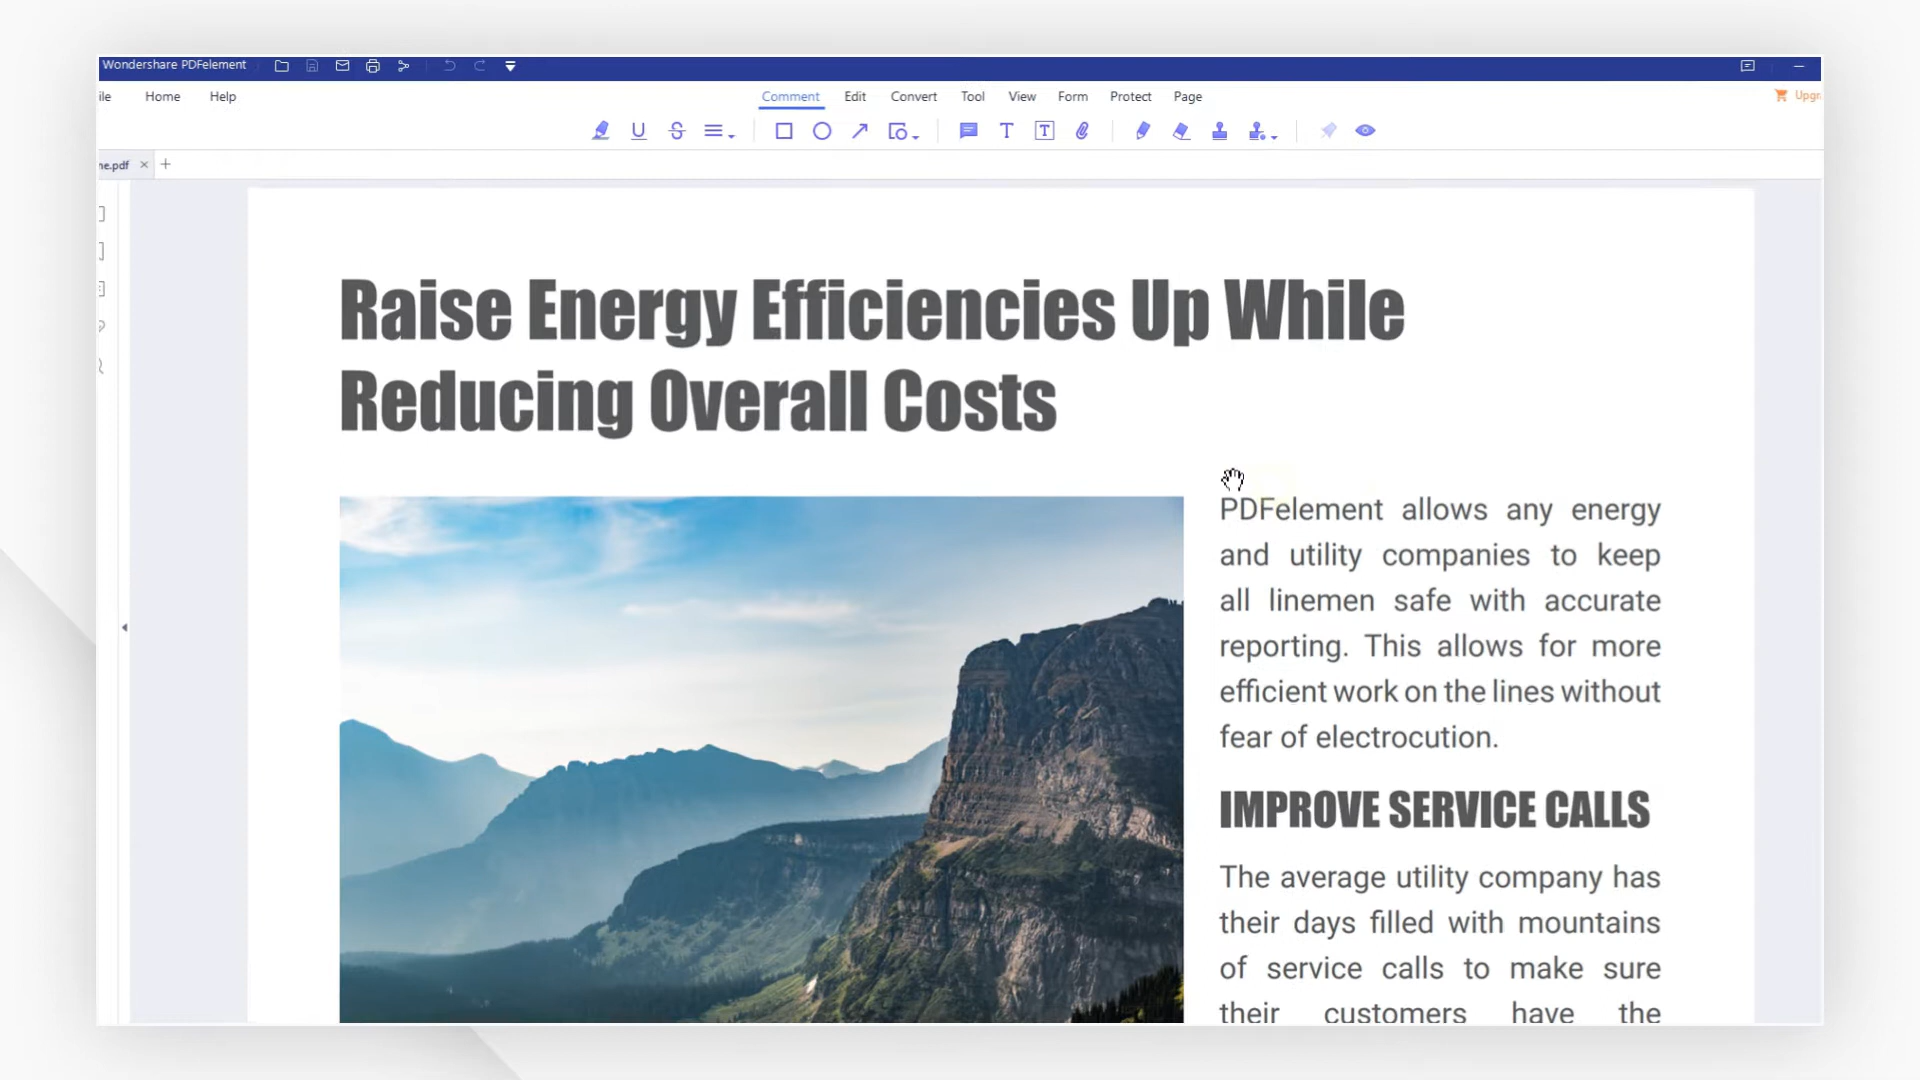 Wondershare PDFelement
ile Home Help Comment Edit Convert Tool View Form Protect Page Upgr
ne.pdf
Raise Energy Efficiencies Up While
Reducing Overall Costs
PDFelement allows any energy
and utility companies to keep
all linemen safe with accurate
reporting. This allows for more
efficient work on the lines without
fear of electrocution.
IMPROVE SERVICE CALLS
The average utility company has
their days filled with mountains
of service calls to make sure
their customers have the